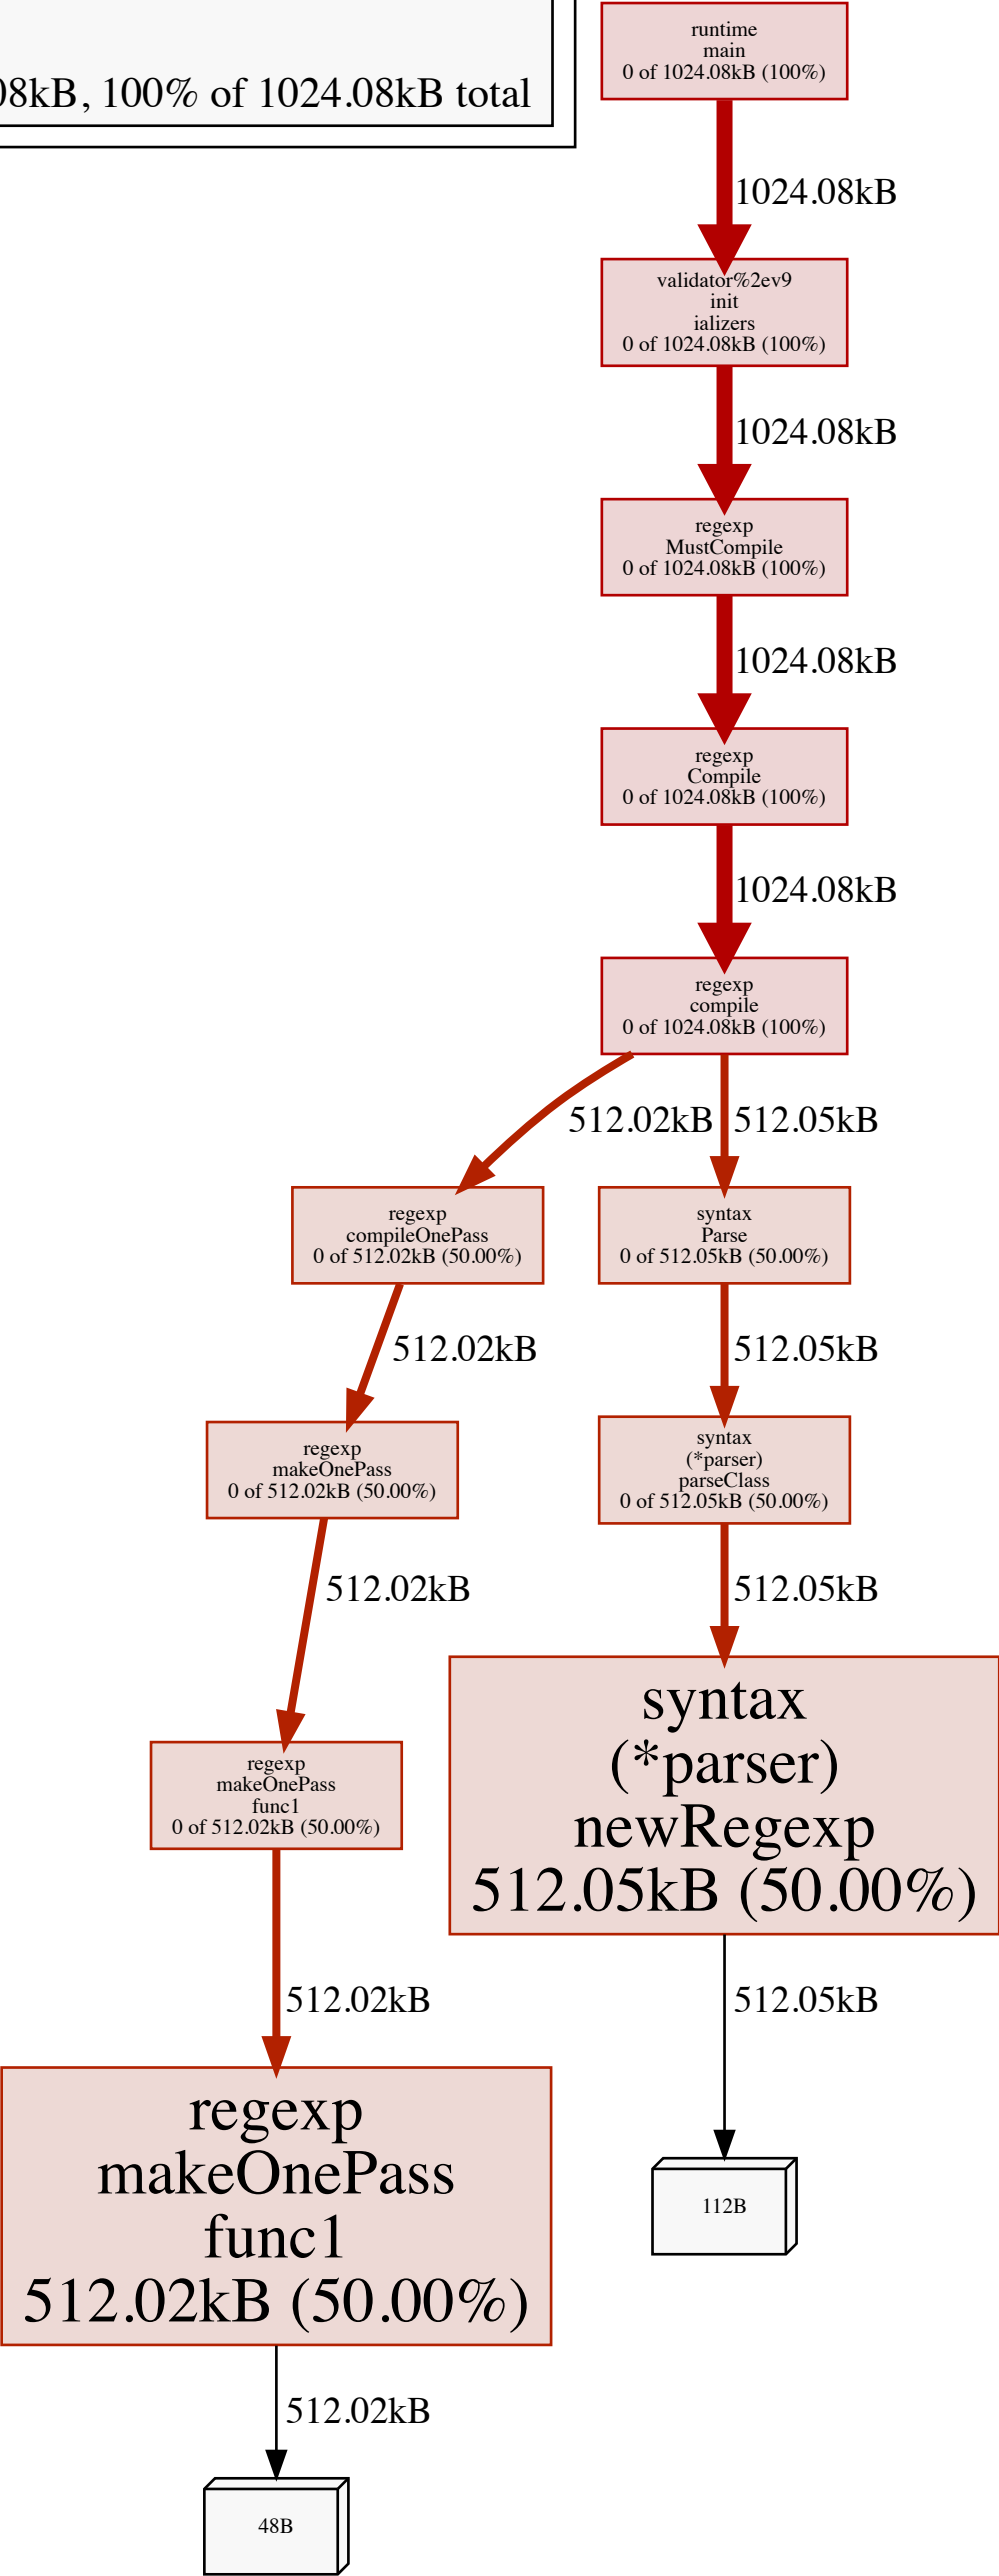 08kB, 100% of 1024.08kB total
runtime
main
0 of 1024.08kB (100%)
1024.08kB
validator%2ev9
init
ializers
0 of 1024.08kB (100%)
1024.08kB
regexp
MustCompile
0 of 1024.08kB (100%)
1024.08kB
regexp
Compile
0 of 1024.08kB (100%)
1024.08kB
regexp
compile
0 of 1024.08kB (100%)
512.02kB
512.05kB
regexp
compileOnePass
0 of 512.02kB (50.00%)
syntax
Parse
0 of 512.05kB (50.00%)
512.02kB
512.05kB
regexp
makeOnePass
0 of 512.02kB (50.00%)
syntax
(*parser)
parseClass
0 of 512.05kB (50.00%)
512.02kB
512.05kB
regexp
makeOnePass
func1
0 of 512.02kB (50.00%)
syntax
(*parser)
newRegexp
512.05kB (50.00%)
512.02kB
512.05kB
regexp
makeOnePass
func1
512.02kB (50.00%)
112B
512.02kB
48B